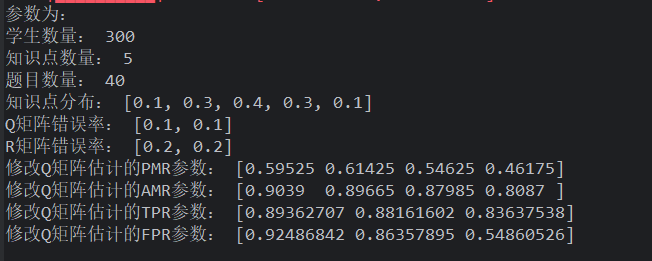 参数为:
学生数量: 300
知识点数量: 5
题目数量: 40
知识点分布: [0.1, 0.3, 0.4, 0.3, 0.1]
Q矩阵错误率: [0.1, 0.1]
R矩阵错误率: [0.2, 0.2]
修改Q矩阵估计的PMR参数: [0.59525 0.61425 0.54625 0.46175]
修改Q矩阵估计的AMR参数: [0.9039  0.89665 0.87985 0.8087 ]
修改Q矩阵估计的TPR参数: [0.89362707 0.88161602 0.83637538]
修改Q矩阵估计的FPR参数: [0.92486842 0.86357895 0.54860526]